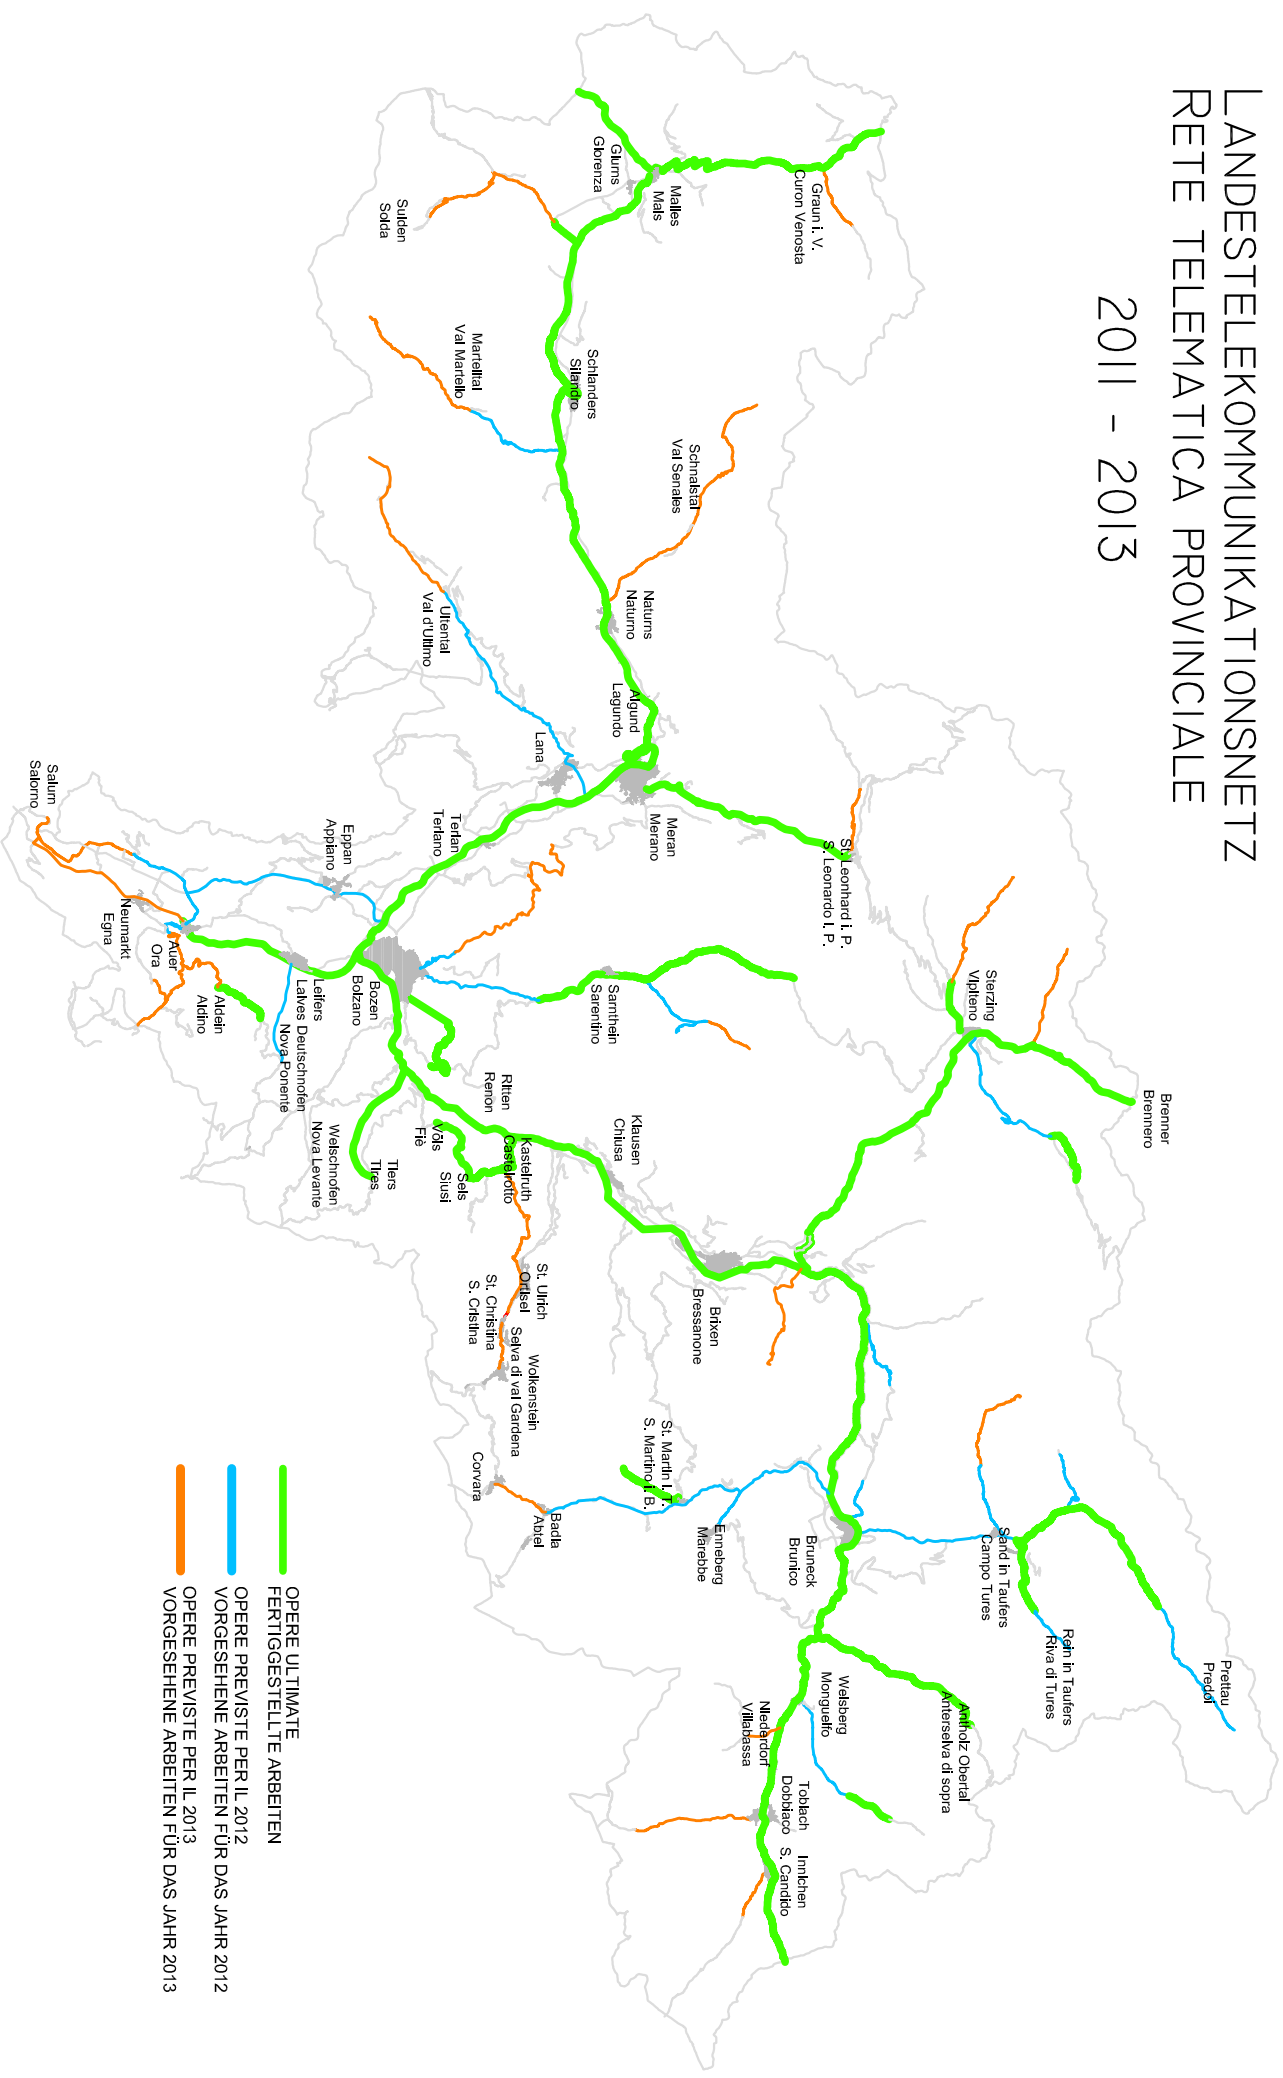 LANDESTELEKOMMUNIKATIONSNETZ
RETE TELEMATICA PROVINCIALE
2011 - 2013
Brenner
Brennero
Sterzing
Vipiteno
Prettau
Predoi
Rein in Taufers
Riva di Tures
Sand in Taufers
Campo Tures
Antholz Obertal
Anterselva di sopra
Graun i. V.
Curon Venosta
St. Leonhard i. P.
S. Leonardo I. P.
Welsberg
Monguelfo
Bruneck
Brunico
Toblach
Dobbiaco
Innichen
S. Candido
Niederdorf
Villabassa
Enneberg
Marebbe
Brixen
Bressanone
Malles
Mals
Glurns
Glorenza
Schnalstal
Val Senales
Naturns
Naturno
Algund
Lagundo
Meran
Merano
St. Martin I. T.
S. Martino i. B.
Klausen
Chiusa
Sarnthein
Sarentino
Schlanders
Silandro
Badia
Abtei
Lana
St. Ulrich
Ortisei
Wolkenstein
Selva di val Gardena
St. Christina
S. Cristina
Kastelruth
Castelrotto
Ritten
Renon
Corvara
Martelltal
Val Martello
Sulden
Solda
Ultental
Val d'Ultimo
Terlan
Terlano
Seis
Siusi
Völs
Fiè
Tiers
Tires
Bozen
Bolzano
Eppan
Appiano
Welschnofen
Nova Levante
Leifers
Laives
Deutschnofen
Nova Ponente
Aldein
Aldino
Auer
Ora
Neumarkt
Egna
Salurn
Salorno
OPERE ULTIMATE
FERTIGGESTELLTE ARBEITEN
OPERE PREVISTE PER IL 2012
VORGESEHENE ARBEITEN FÜR DAS JAHR 2012
OPERE PREVISTE PER IL 2013
VORGESEHENE ARBEITEN FÜR DAS JAHR 2013